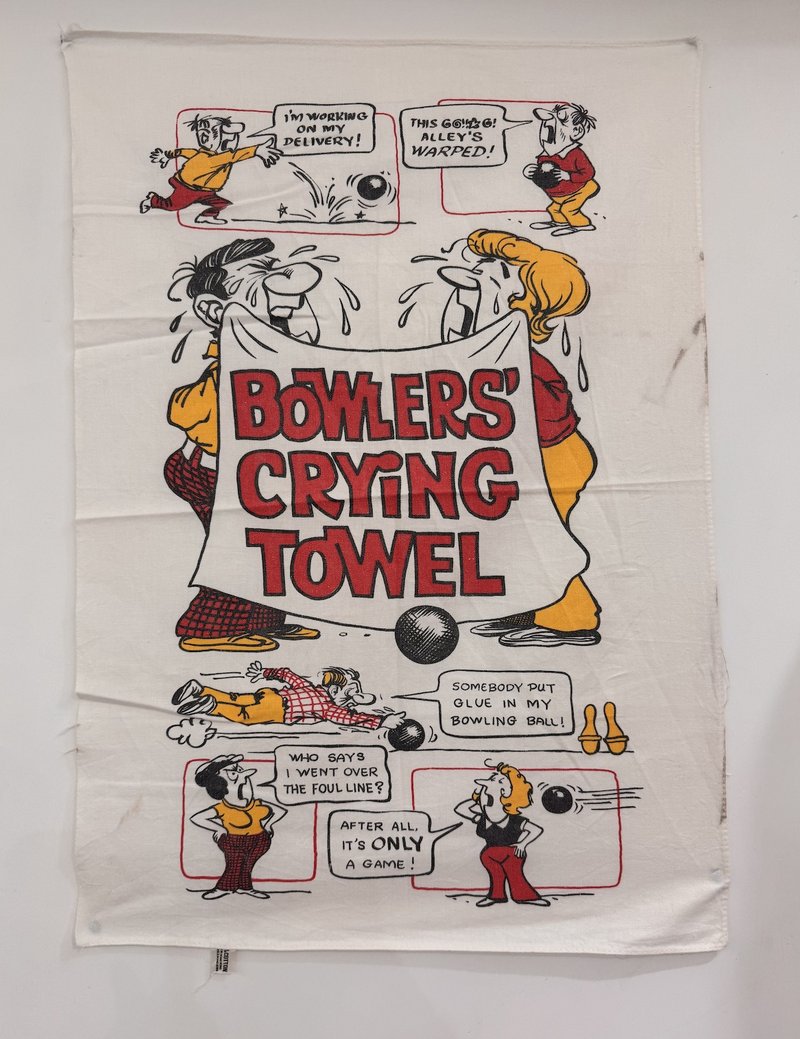 I'M WORKING
ON MY
DELIVERY!
THIS G@!!☆G!
ALLEY'S
WARPED!
BOWLERS'
CRYING
TOWEL
SOMEBODY PUT
GLUE IN MY
BOWLING BALL!
WHO SAYS
I WENT OVER
THE FOUL LINE?
AFTER ALL,
IT'S ONLY
A GAME!